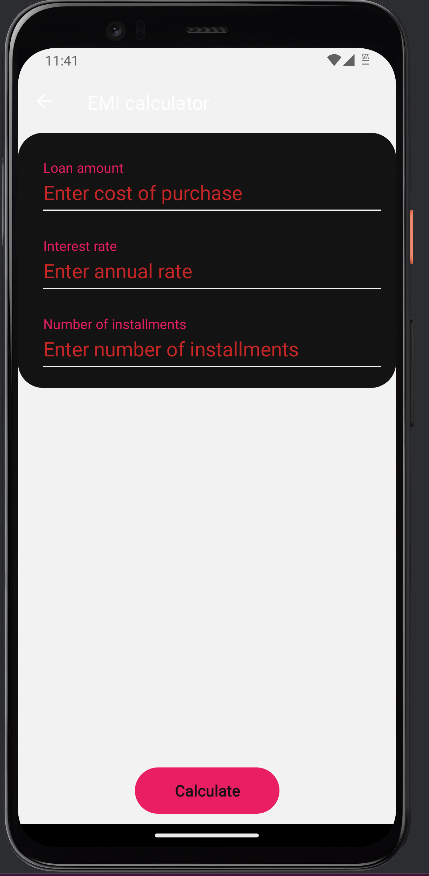 11:41
EMI calculator
Loan amount
Enter cost of purchase
Interest rate
Enter annual rate
Number of installments
Enter number of installments
Calculate